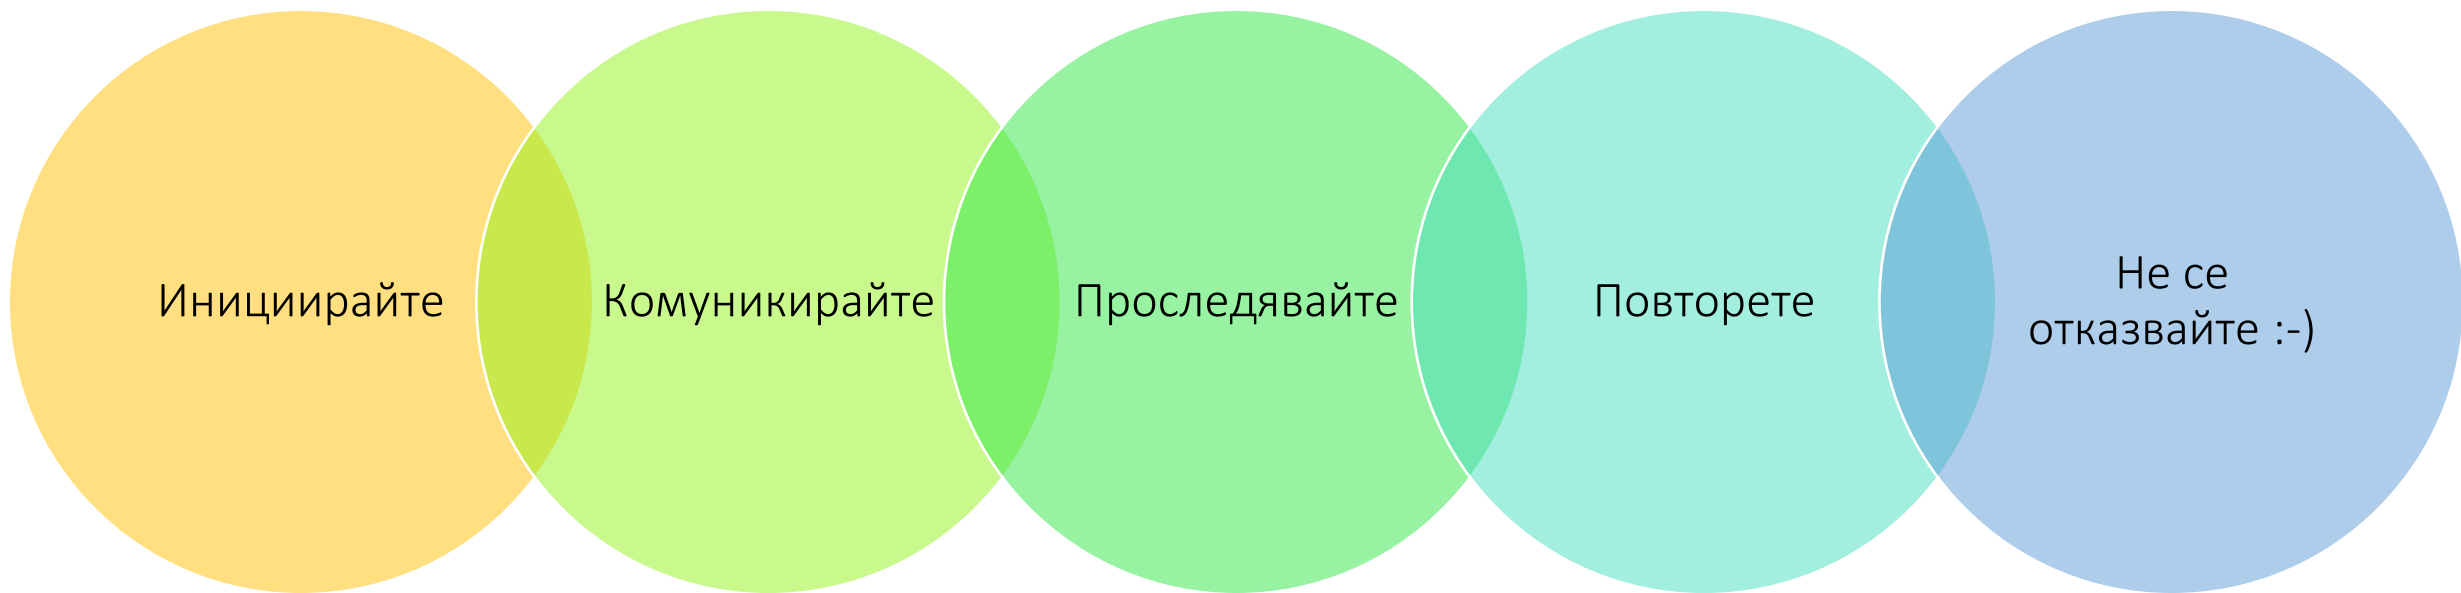 Инициирайте
Комуникирайте
Проследявайте
Повторете
Не се
отказвайте :-)